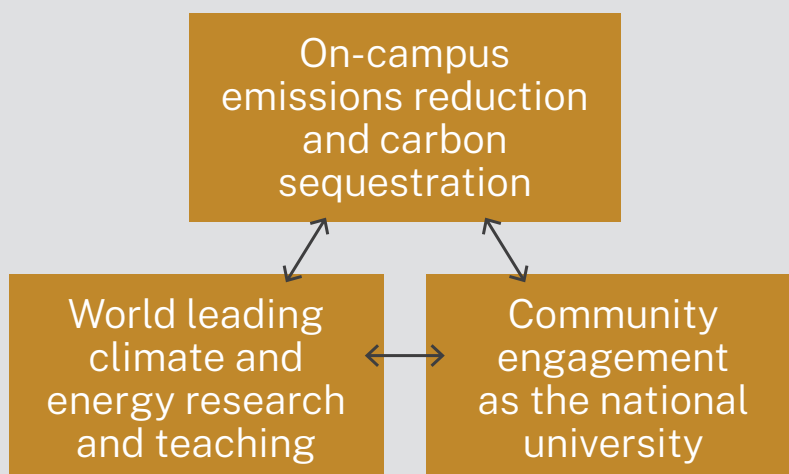 On-campus
emissions reduction
and carbon
sequestration
World leading
climate and
energy research
and teaching
Community
engagement
as the national
university